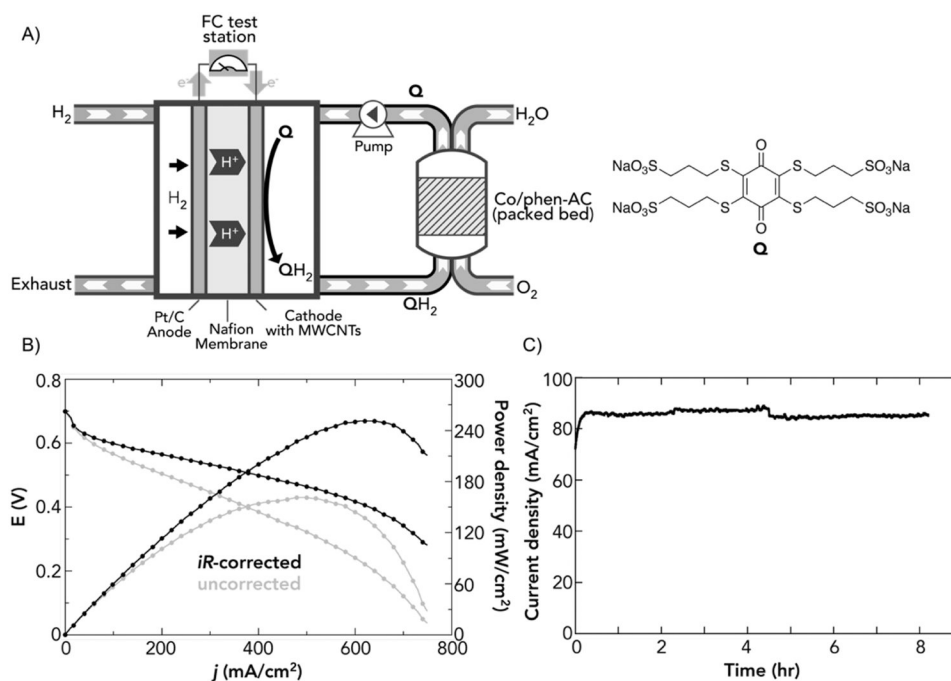 A)
FC test
station
e⁻
e⁻
H₂
Q
H₂O
Pump
Q
H⁺
H₂
H⁺
QH₂
Co/phen-AC
(packed bed)
Exhaust
QH₂
O₂
Pt/C
Anode
Nafion
Membrane
Cathode
with MWCNTs
O
NaO₃S
S
S
SO₃Na
NaO₃S
S
S
SO₃Na
O
Q
B)
0.8
0.6
0.4
0.2
0
E (V)
300
240
180
120
60
0
Power density (mW/cm²)
iR-corrected
uncorrected
0
200
400
600
800
j (mA/cm²)
C)
100
80
60
40
20
0
Current density (mA/cm²)
0
2
4
6
8
Time (hr)